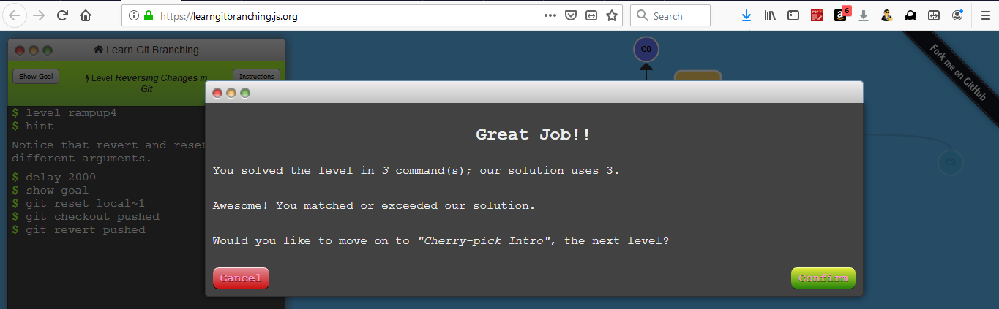 https://learngitbranching.js.org
Search
6
Learn Git Branching
Show Goal
Level Reversing Changes in
Git
Instructions
$ level rampup4
$ hint
Notice that revert and reset
different arguments.
$ delay 2000
$ show goal
$ git reset local~1
$ git checkout pushed
$ git revert pushed
C0
Fork me on GitHub
C3
Great Job!!
You solved the level in 3 command(s); our solution uses 3.
Awesome! You matched or exceeded our solution.
Would you like to move on to "Cherry-pick Intro", the next level?
Cancel
Confirm